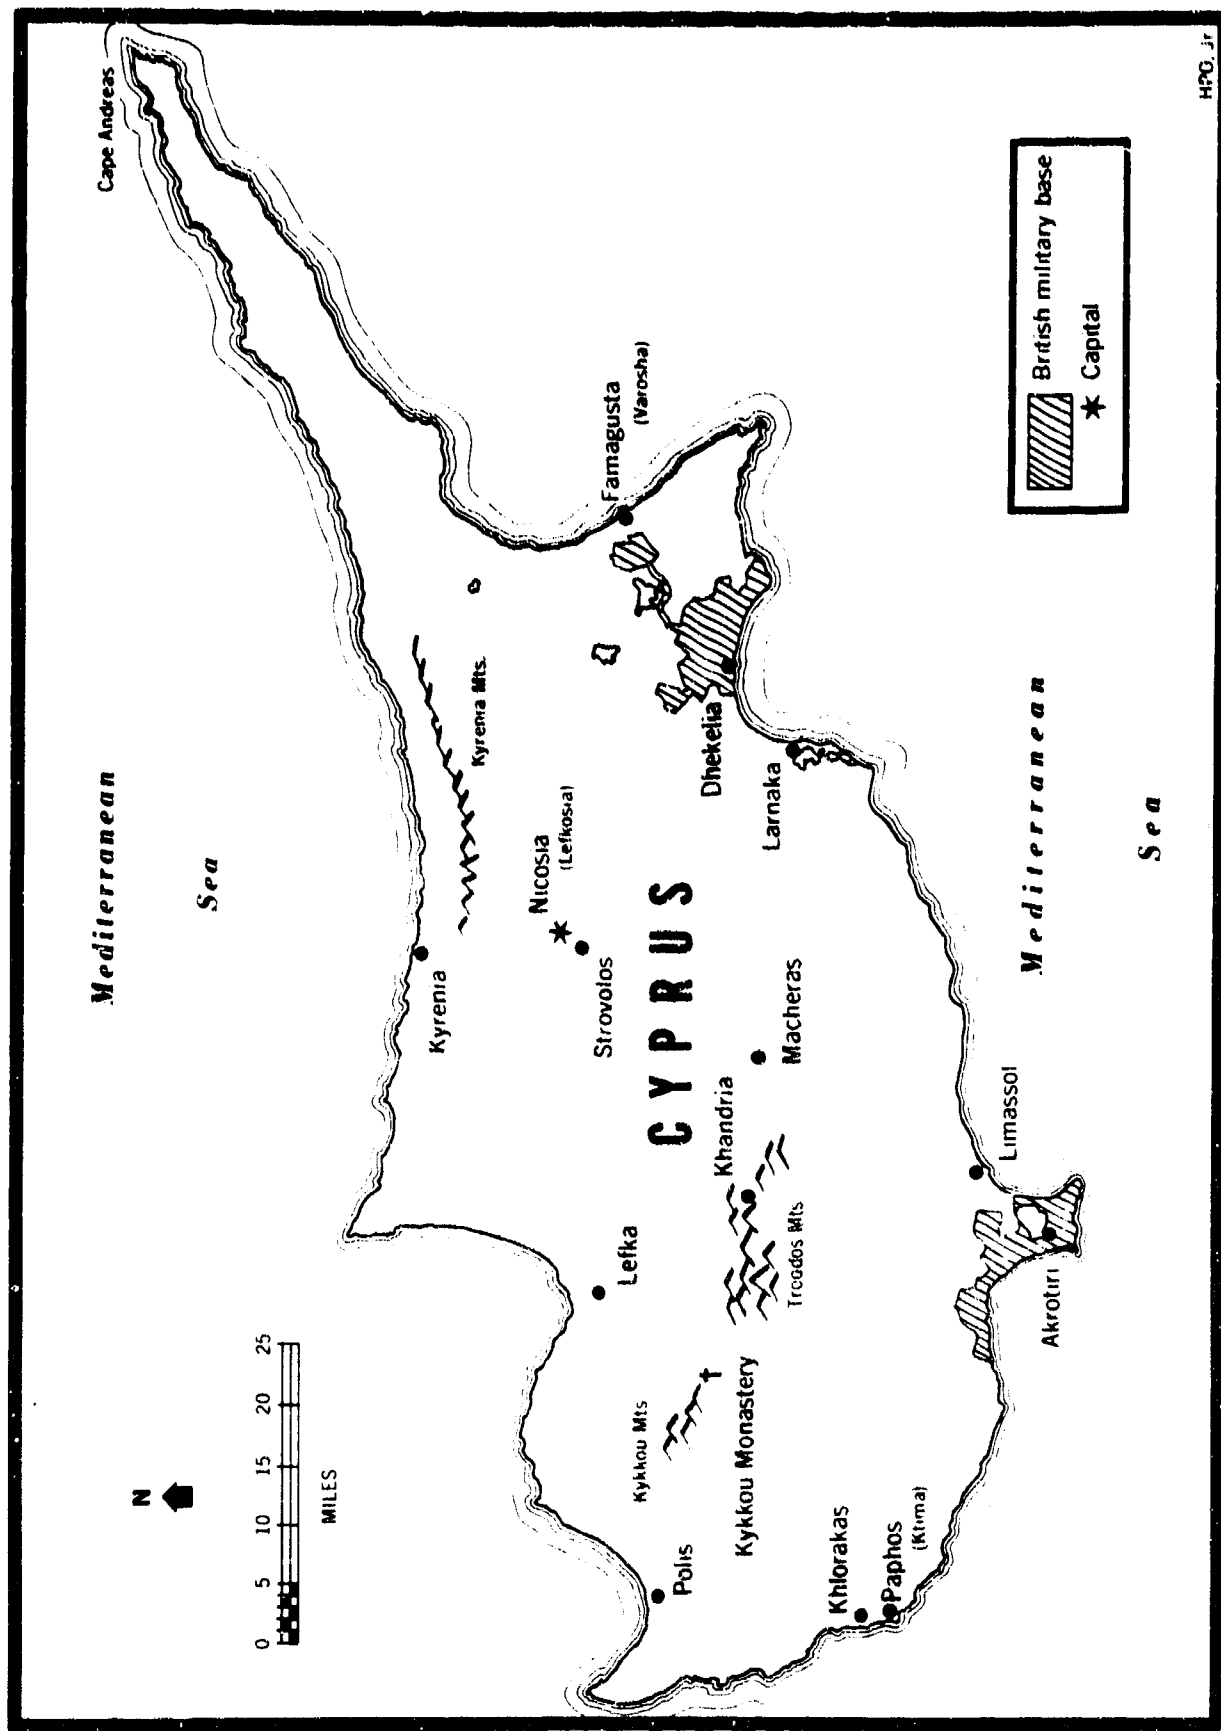 Cape Andreas
Mediterranean
Sea
N
0 5 10 15 20 25
MILES
Kyrenia
Kyrenia Mts.
Nicosia
(Lefkosia)
Strovolos
Famagusta
(Varosha)
Lefka
CYPRUS
Polis
Kykkou Mts
Kykkou Monastery
Khandria
Troodos Mts
Macheras
Dhekelia
Larnaka
Khlorakas
Paphos
(Ktima)
Limassol
Akrotiri
Mediterranean
Sea
British military base
Capital